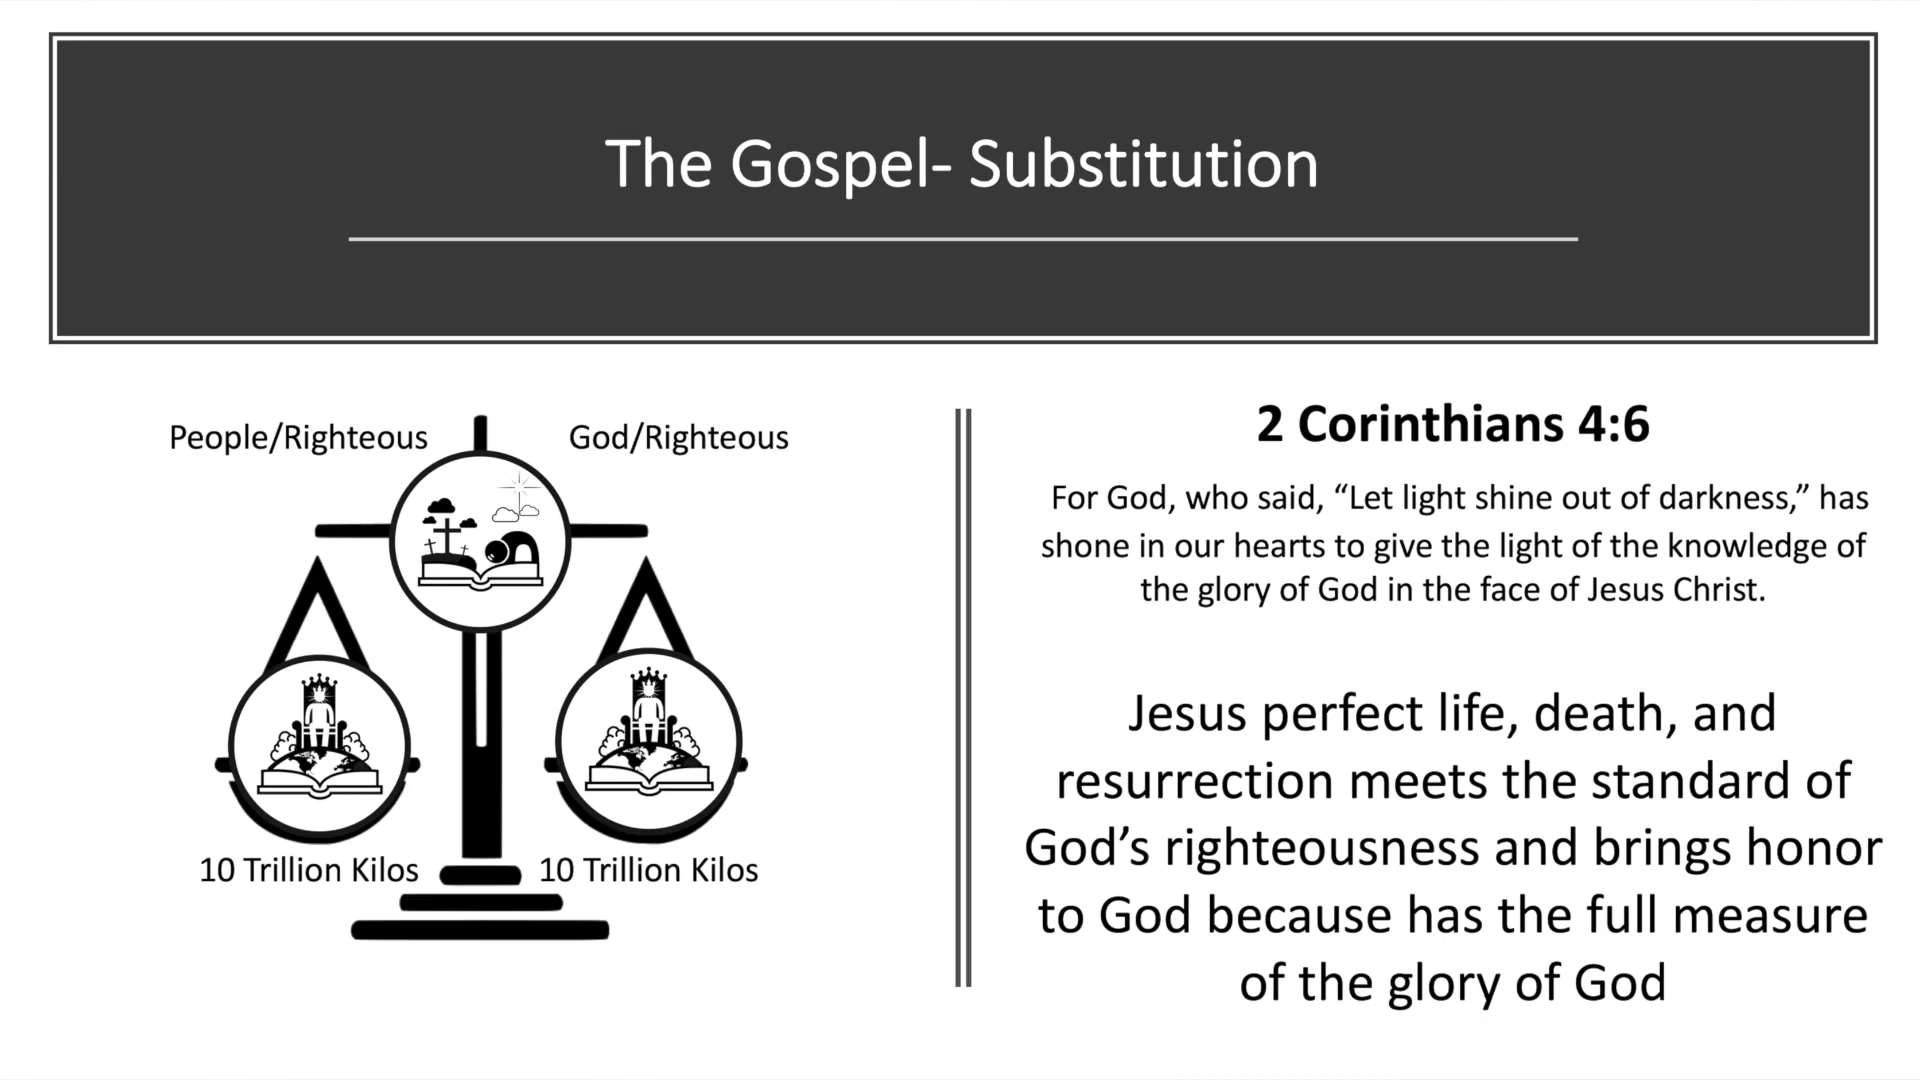 The Gospel- Substitution
People/Righteous
God/Righteous
10 Trillion Kilos
10 Trillion Kilos
2 Corinthians 4:6
For God, who said, “Let light shine out of darkness,” has
shone in our hearts to give the light of the knowledge of
the glory of God in the face of Jesus Christ.
Jesus perfect life, death, and
resurrection meets the standard of
God’s righteousness and brings honor
to God because has the full measure
of the glory of God